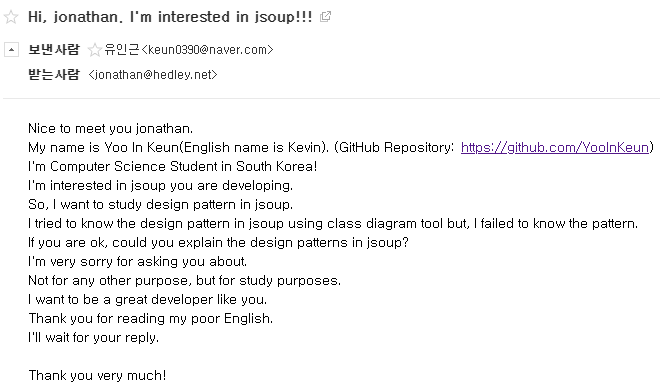 Hi, jonathan. I'm interested in jsoup!!!
보낸사람 유인근<keun0390@naver.com>
받는사람 <jonathan@hedley.net>
Nice to meet you jonathan.
My name is Yoo In Keun(English name is Kevin). (GitHub Repository: https://github.com/YooInKeun)
I'm Computer Science Student in South Korea!
I'm interested in jsoup you are developing.
So, I want to study design pattern in jsoup.
I tried to know the design pattern in jsoup using class diagram tool but, I failed to know the pattern.
If you are ok, could you explain the design patterns in jsoup?
I'm very sorry for asking you about.
Not for any other purpose, but for study purposes.
I want to be a great developer like you.
Thank you for reading my poor English.
I'll wait for your reply.
Thank you very much!